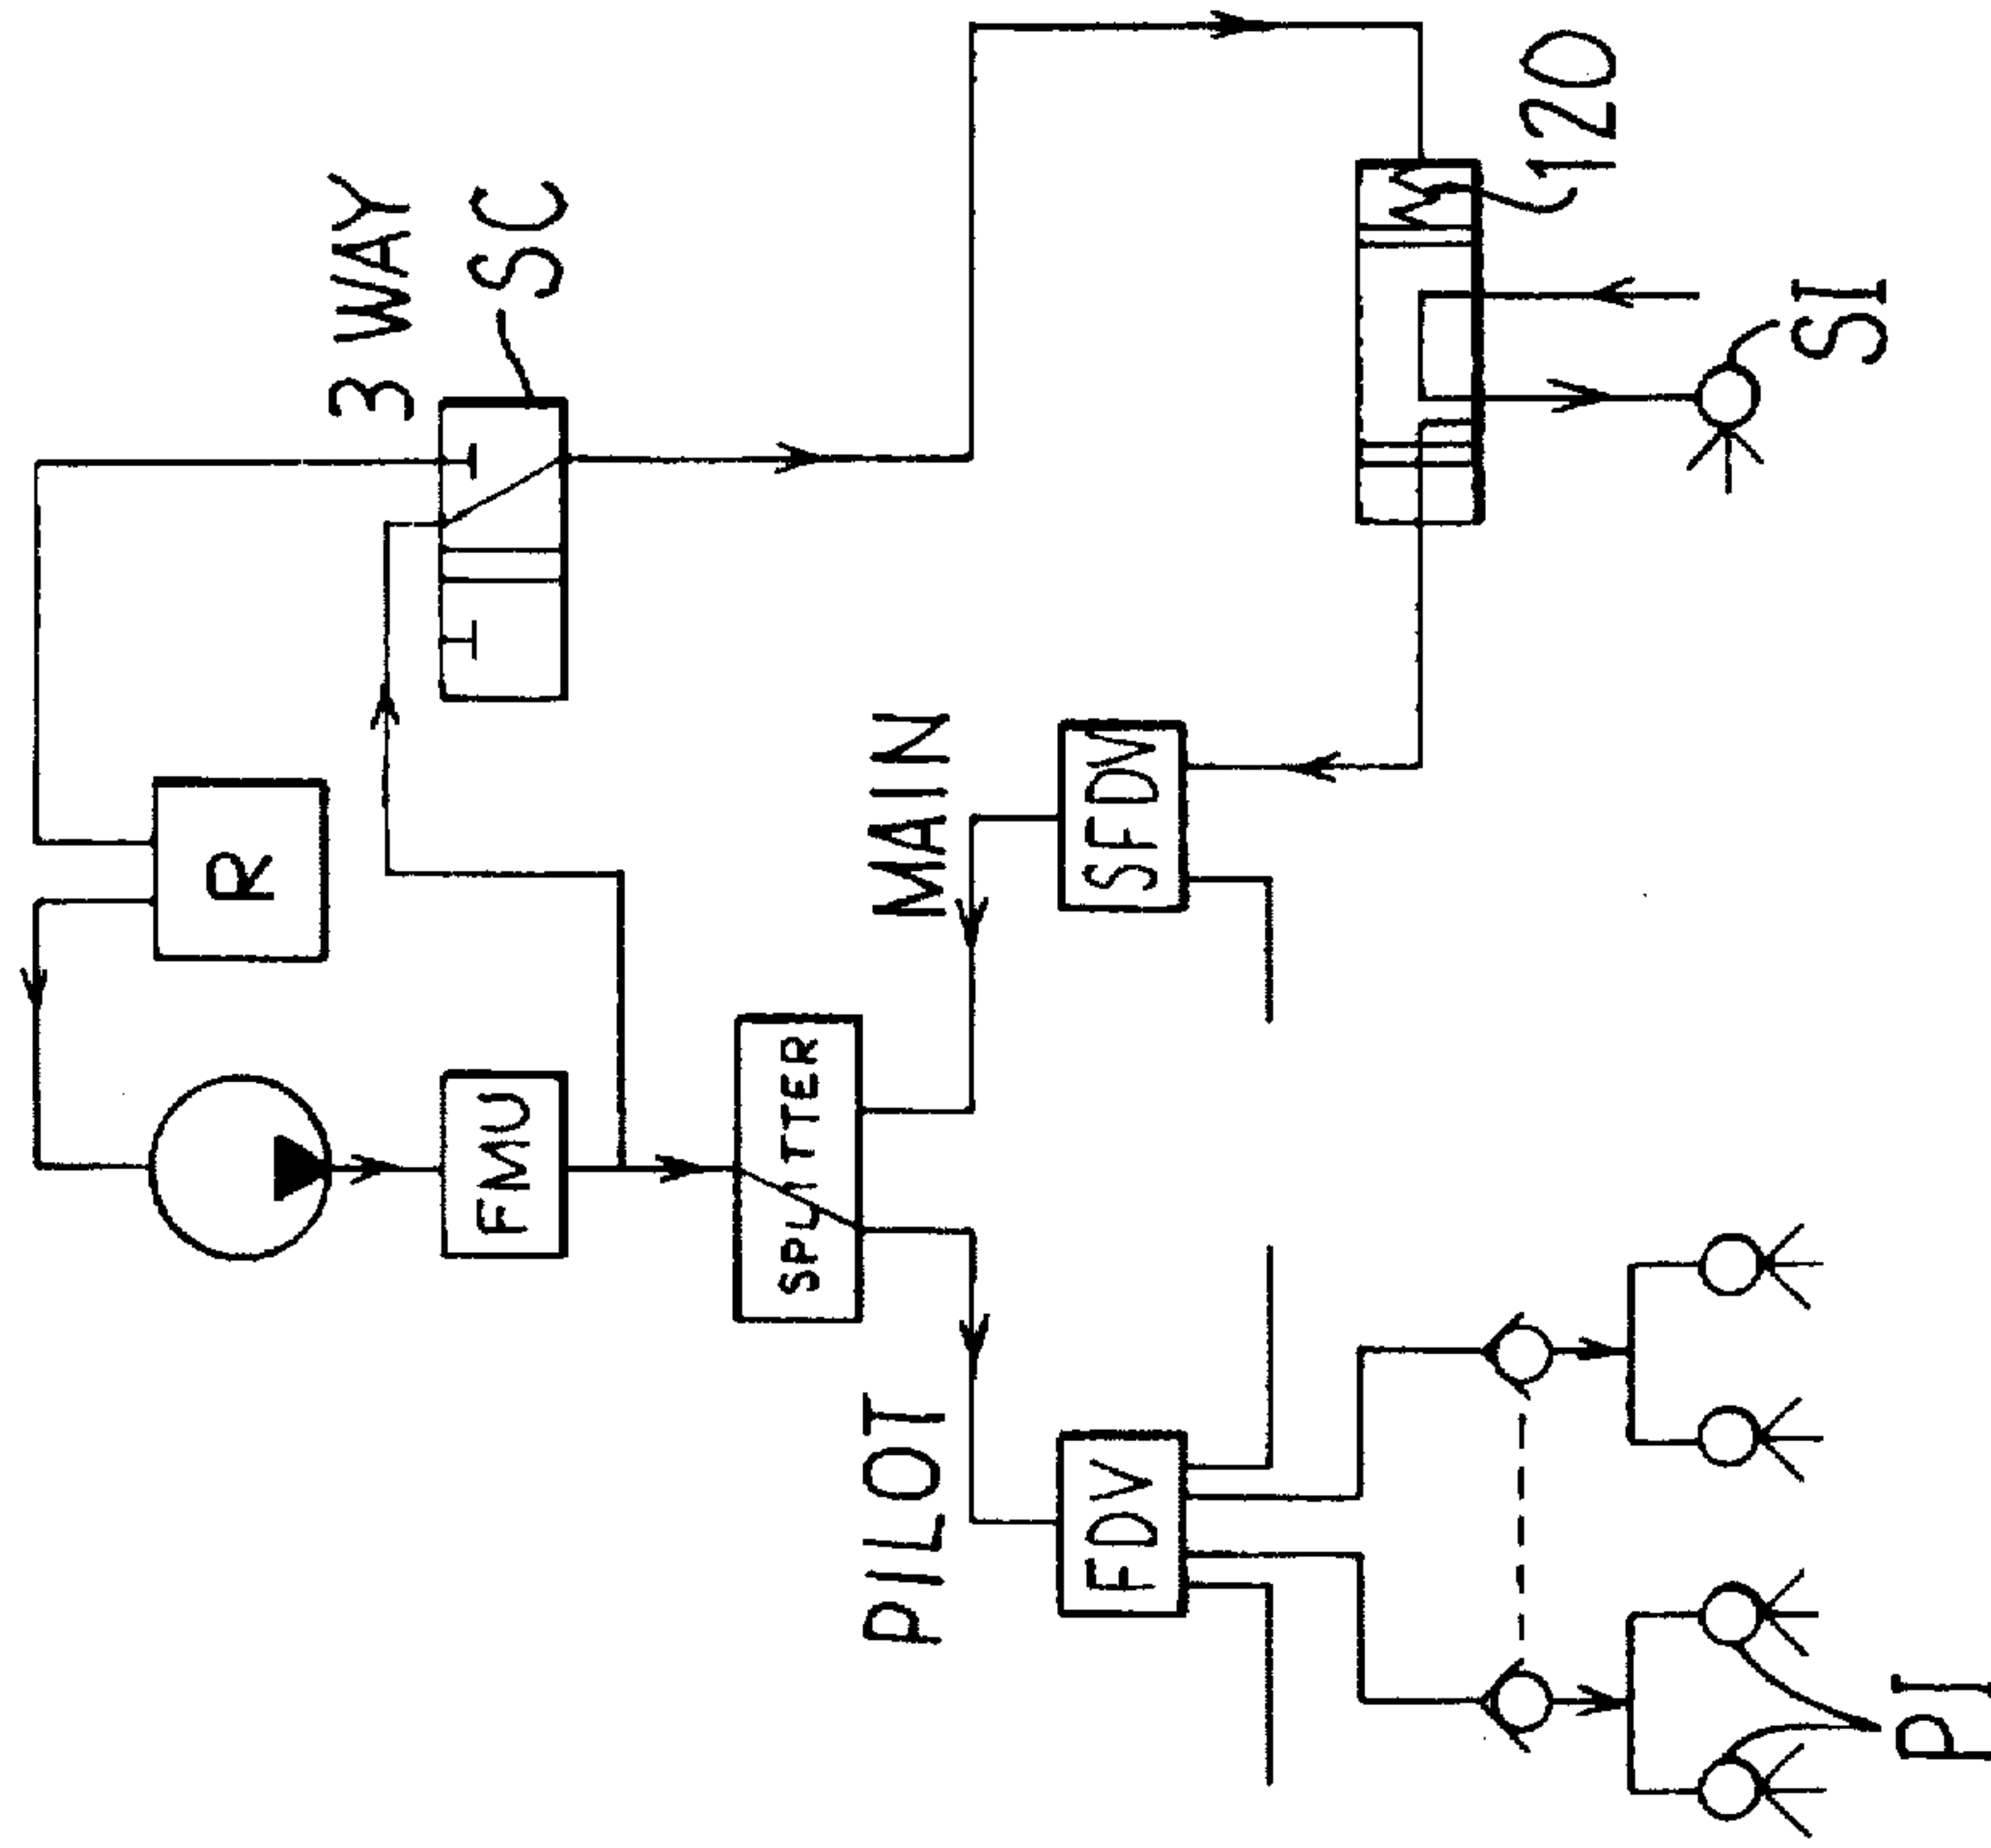 3 WAY
SC
R
FMU
SPLITTER
MAIN
SFDV
120
SI
PILOT
FDV
PI